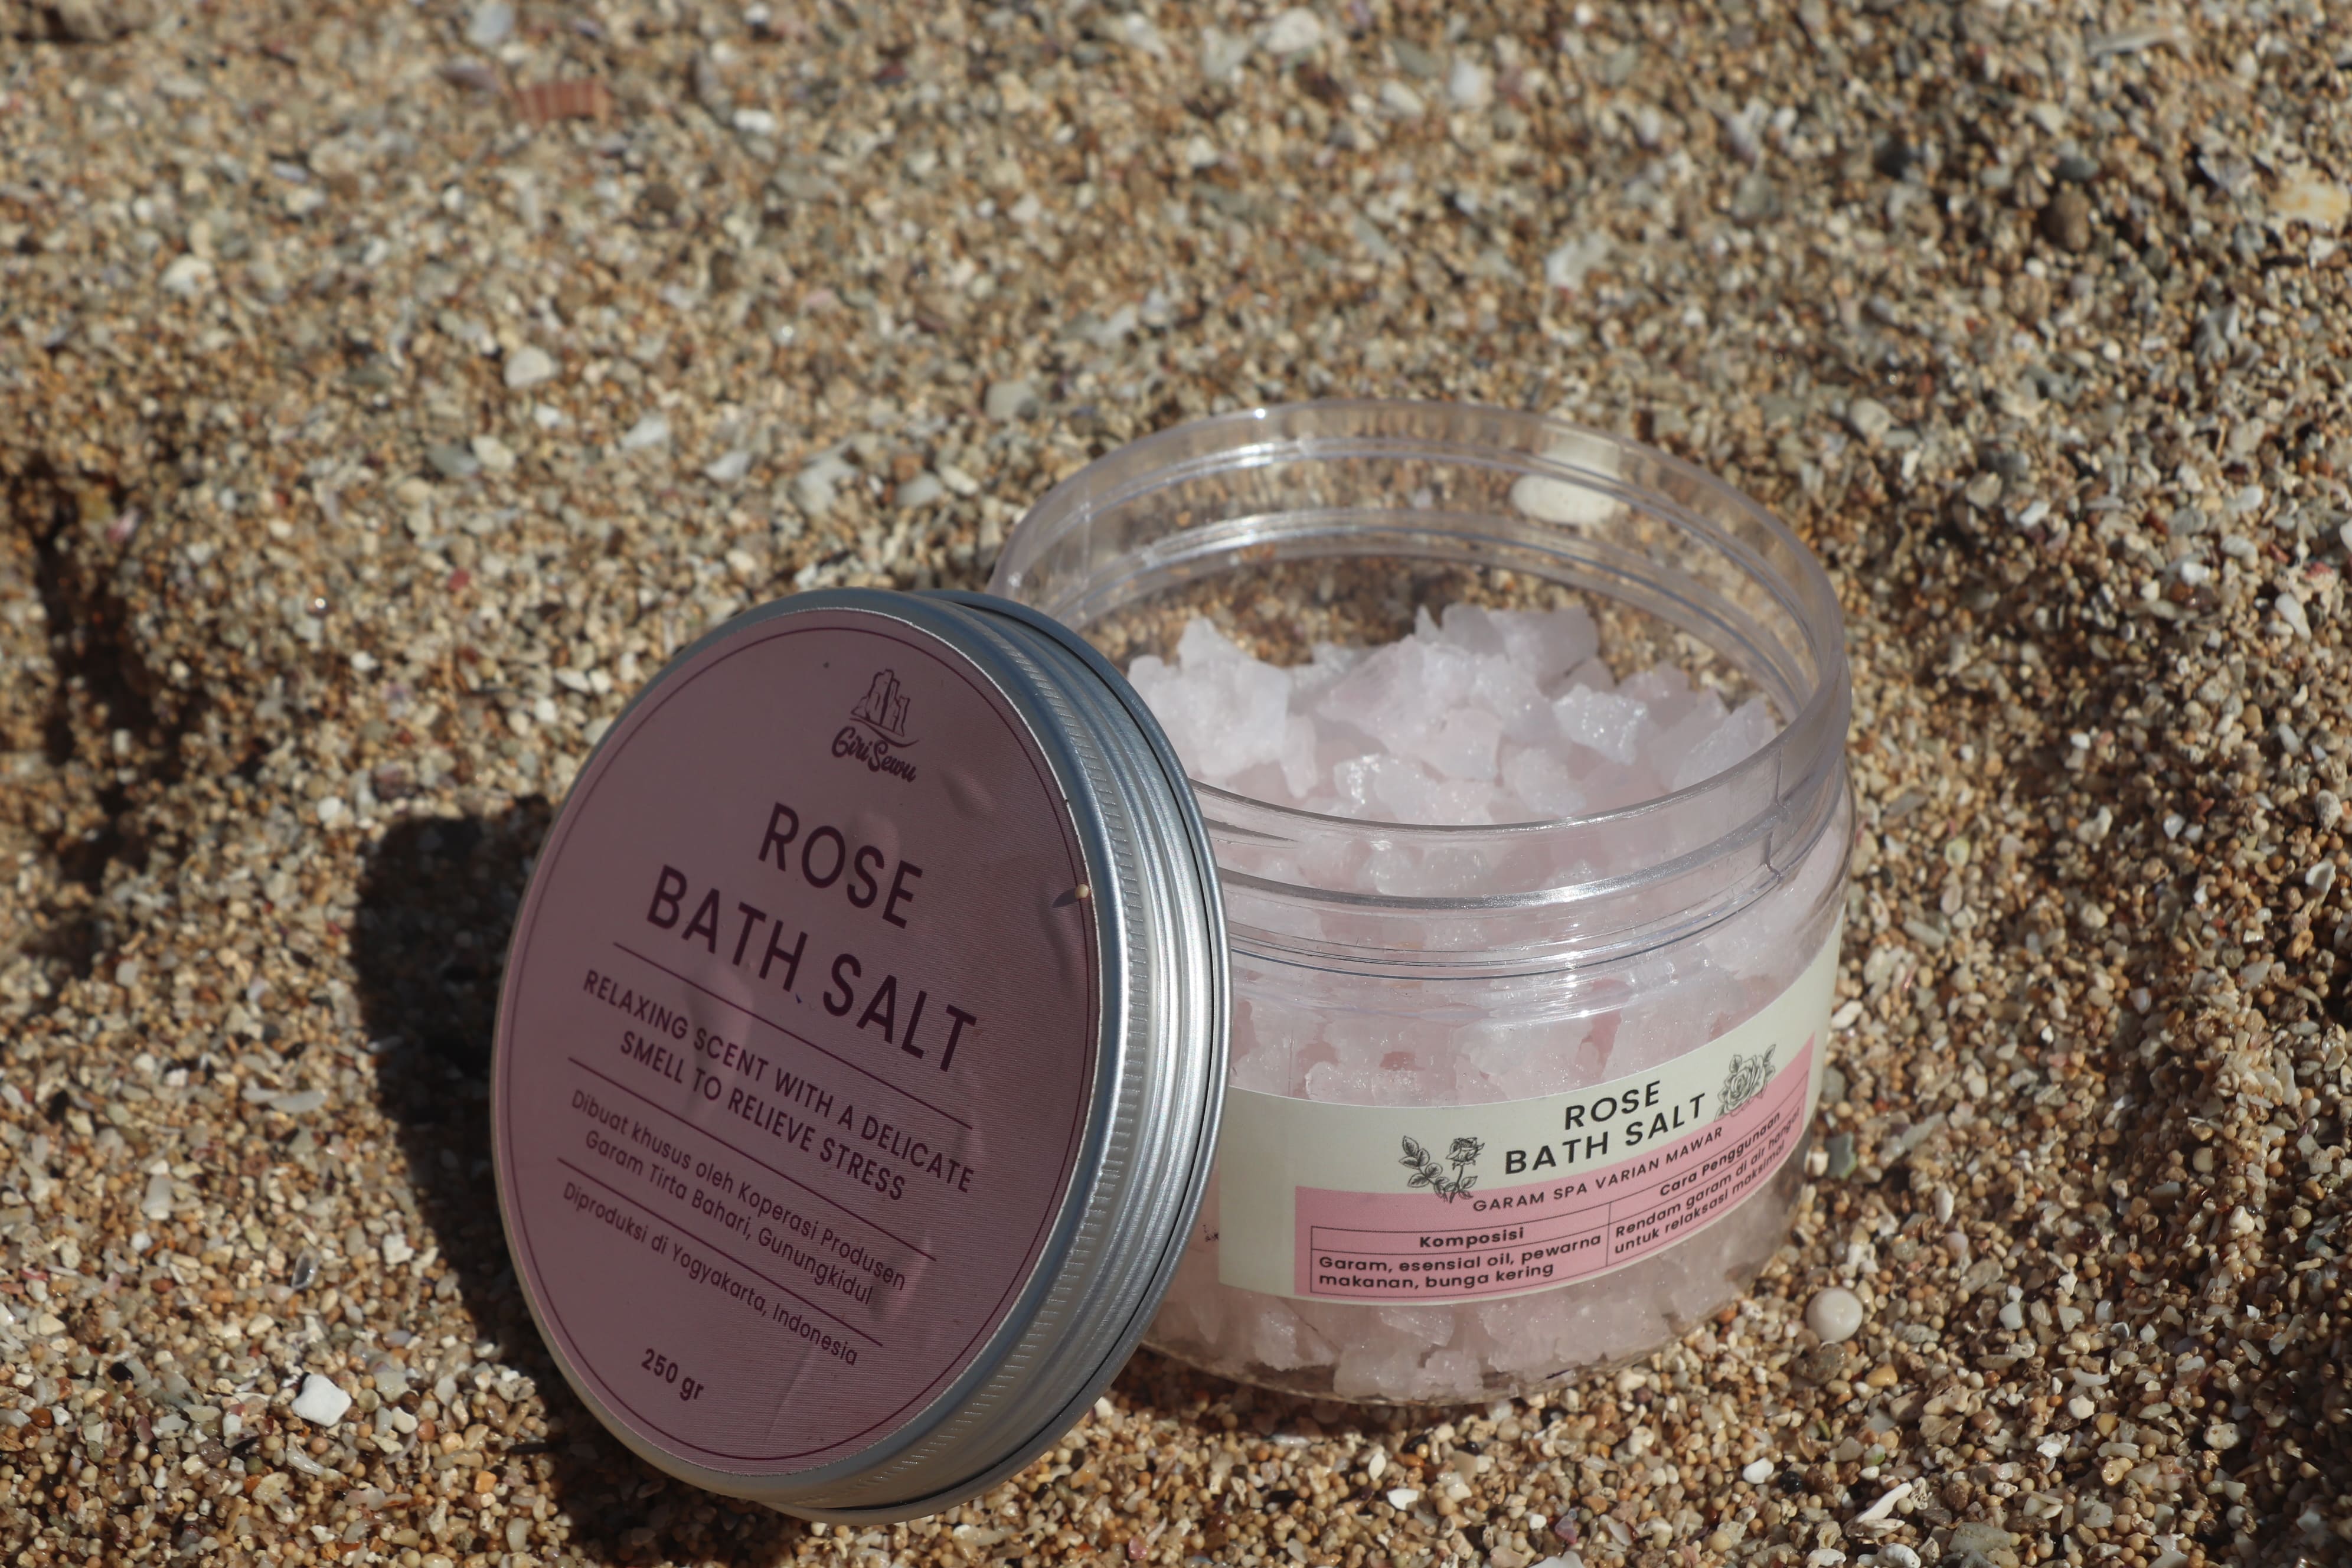 Giri Sewu
ROSE
BATH SALT
RELAXING SCENT WITH A DELICATE
SMELL TO RELIEVE STRESS
Dibuat khusus oleh Koperasi Produsen
Garam Tirta Bahari, Gunungkidul
Diproduksi di Yogyakarta, Indonesia
250 gr
ROSE
BATH SALT
GARAM SPA VARIAN MAWAR
Komposisi
Garam, esensial oil, pewarna
makanan, bunga kering
Cara Penggunaan
Rendam garam di air hangat
untuk relaksasi maksimal